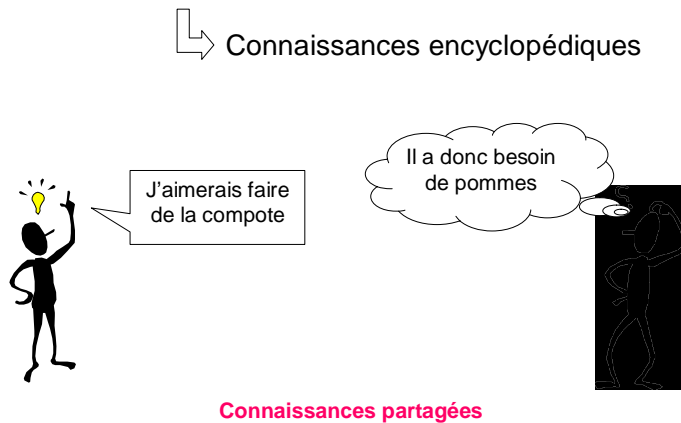 Connaissances encyclopédiques
J'aimerais faire
de la compote
Il a donc besoin
de pommes
Connaissances partagées